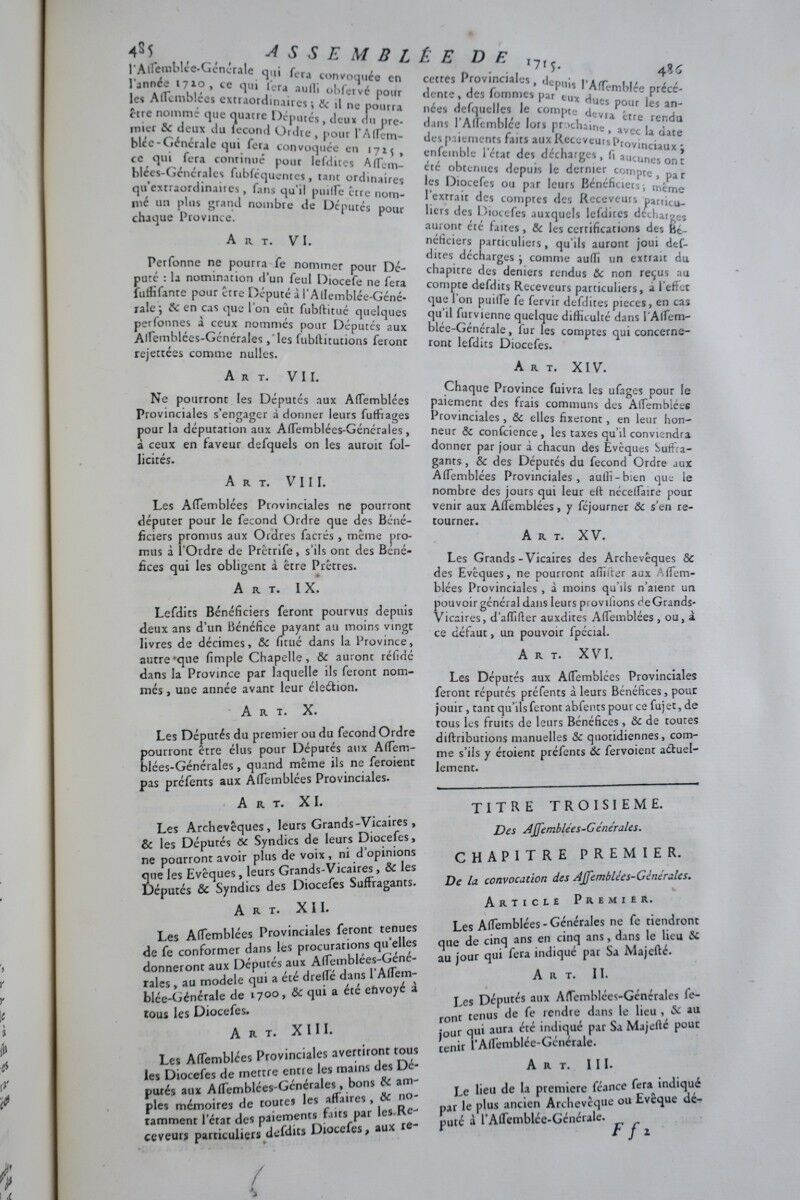 485
ASSEMBLÉE DE 1715.
486
l'Aſſemblée-Générale qui ſera convoquée en
l'année 1720, ce qui ſera auſſi obſervé pour
les Aſſemblées extraordinaires; & il ne pourra
être nommé que quatre Députés, deux du pre-
mier & deux du ſecond Ordre, pour l'Aſſem-
blée-Générale qui ſera convoquée en 1725,
ce qui ſera continué pour leſdites Aſſem-
blées-Générales ſubſéquentes, tant ordinaires
qu'extraordinaires, ſans qu'il puiſſe être nom-
mé un plus grand nombre de Députés pour
chaque Province.
ART. VI.
Perſonne ne pourra ſe nommer pour Dé-
puté : la nomination d'un ſeul Dioceſe ne ſera
ſuffiſante pour être Député à l'Aſſemblée-Géné-
rale; & en cas que l'on eût ſubſtitué quelques
perſonnes à ceux nommés pour Députés aux
Aſſemblées-Générales, les ſubſtitutions ſeront
rejettées comme nulles.
ART. VII.
Ne pourront les Députés aux Aſſemblées
Provinciales s'engager à donner leurs ſuffrages
pour la députation aux Aſſemblées-Générales,
à ceux en faveur deſquels on les auroit ſol-
licités.
ART. VIII.
Les Aſſemblées Provinciales ne pourront
députer pour le ſecond Ordre que des Béné-
ficiers promus aux Ordres ſacrés, même pro-
mus à l'Ordre de Prêtriſe, s'ils ont des Béné-
fices qui les obligent à être Prêtres.
ART. IX.
Leſdits Bénéficiers ſeront pourvus depuis
deux ans d'un Bénéfice payant au moins vingt
livres de décimes, & ſitué dans la Province,
autre que ſimple Chapelle, & auront réſidé
dans la Province par laquelle ils ſeront nom-
més, une année avant leur élection.
ART. X.
Les Députés du premier ou du ſecond Ordre
pourront être élus pour Députés aux Aſſem-
blées-Générales, quand même ils ne ſeroient
pas préſents aux Aſſemblées Provinciales.
ART. XI.
Les Archevêques, leurs Grands-Vicaires,
& les Députés & Syndics de leurs Dioceſes,
ne pourront avoir plus de voix, ni d'opinions
que les Evêques, leurs Grands-Vicaires, & les
Députés & Syndics des Dioceſes Suffragants.
ART. XII.
Les Aſſemblées Provinciales ſeront tenues
de ſe conformer dans les procurations qu'elles
donneront aux Députés aux Aſſemblées-Géné-
rales, au modele qui a été dreſſé dans l'Aſſem-
blée-Générale de 1700, & qui a été envoyé à
tous les Dioceſes.
ART. XIII.
Les Aſſemblées Provinciales avertiront tous
les Dioceſes de mettre entre les mains des Dé-
putés aux Aſſemblées-Générales, bons & am-
ples mémoires de toutes les affaires, & no-
tamment l'état des paiements faits par les Re-
ceveurs particuliers deſdits Dioceſes, aux re-
cettes Provinciales, depuis l'Aſſemblée précé-
dente, des ſommes par eux dues pour les an-
nées deſquelles le compte devra être rendu
dans l'Aſſemblée lors prochaine, avec la date
des paiements faits aux Receveurs Provinciaux;
enſemble l'état des décharges, ſi aucunes ont
été obtenues depuis le dernier compte, par
les Dioceſes ou par leurs Bénéficiers; même
l'extrait des comptes des Receveurs particu-
liers des Dioceſes auxquels leſdites décharges
auront été faites, & les certifications des Bé-
néficiers particuliers, qu'ils auront joui deſ-
dites décharges; comme auſſi un extrait du
chapitre des deniers rendus & non reçus au
compte deſdits Receveurs particuliers, à l'effet
que l'on puiſſe ſe ſervir deſdites pieces, en cas
qu'il ſurvienne quelque difficulté dans l'Aſſem-
blée-Générale, ſur les comptes qui concerne-
ront leſdits Dioceſes.
ART. XIV.
Chaque Province ſuivra les uſages pour le
paiement des frais communs des Aſſemblées
Provinciales, & elles fixeront, en leur hon-
neur & conſcience, les taxes qu'il conviendra
donner par jour à chacun des Evêques Suffra-
gants, & des Députés du ſecond Ordre aux
Aſſemblées Provinciales, auſſi-bien que le
nombre des jours qui leur eſt néceſſaire pour
venir aux Aſſemblées, y ſéjourner & s'en re-
tourner.
ART. XV.
Les Grands-Vicaires des Archevêques &
des Evêques, ne pourront aſſiſter aux Aſſem-
blées Provinciales, à moins qu'ils n'aient un
pouvoir général dans leurs proviſions de Grands-
Vicaires, d'aſſiſter auxdites Aſſemblées, ou, à
ce défaut, un pouvoir ſpécial.
ART. XVI.
Les Députés aux Aſſemblées Provinciales
ſeront réputés préſents à leurs Bénéfices, pour
jouir, tant qu'ils ſeront abſents pour ce ſujet, de
tous les fruits de leurs Bénéfices, & de toutes
diſtributions manuelles & quotidiennes, com-
me s'ils y étoient préſents & ſervoient actuel-
lement.
TITRE TROISIEME.
Des Aſſemblées-Générales.
CHAPITRE PREMIER.
De la convocation des Aſſemblées-Générales.
ARTICLE PREMIER.
Les Aſſemblées-Générales ne ſe tiendront
que de cinq ans en cinq ans, dans le lieu &
au jour qui ſera indiqué par Sa Majeſté.
ART. II.
Les Députés aux Aſſemblées-Générales ſe-
ront tenus de ſe rendre dans le lieu, & au
jour qui aura été indiqué par Sa Majeſté pour
tenir l'Aſſemblée-Générale.
ART. III.
Le lieu de la premiere ſéance ſera indiqué
par le plus ancien Archevêque ou Evêque dé-
puté à l'Aſſemblée-Générale.
Ff2